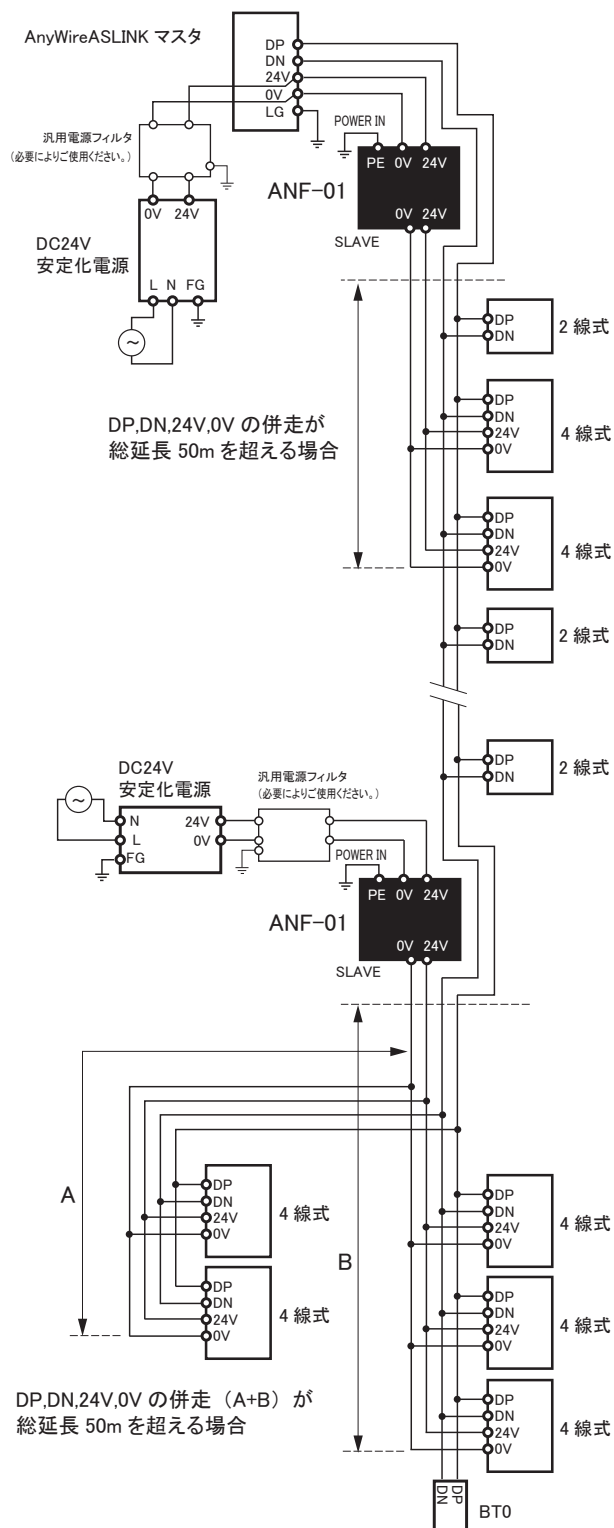 AnyWireASLINK マスタ
DP
DN
24V
0V
LG
汎用電源フィルタ
(必要によりご使用ください。)
POWER IN
PE 0V 24V
ANF-01
0V 24V
SLAVE
0V 24V
DC24V
安定化電源
L N FG
~
DP
DN
2 線式
DP,DN,24V,0V の併走が
総延長 50m を超える場合
DP
DN
24V
0V
4 線式
DP
DN
24V
0V
4 線式
DP
DN
2 線式
DP
DN
2 線式
DC24V
安定化電源
~
N
L
FG
24V
0V
汎用電源フィルタ
(必要によりご使用ください。)
POWER IN
PE 0V 24V
ANF-01
0V 24V
SLAVE
A
DP
DN
24V
0V
4 線式
DP
DN
24V
0V
4 線式
B
DP
DN
24V
0V
4 線式
DP
DN
24V
0V
4 線式
DP
DN
24V
0V
4 線式
DP,DN,24V,0V の併走（A+B）が
総延長 50m を超える場合
DN
DP
BT0